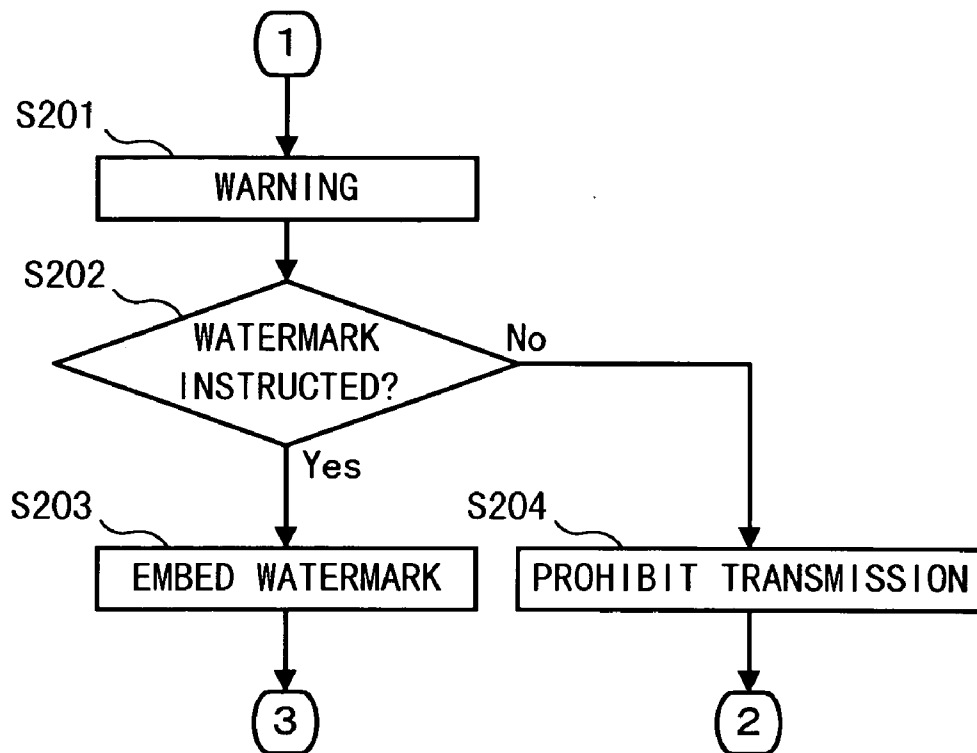 1
S201
WARNING
S202
WATERMARK
INSTRUCTED?
No
Yes
S203
EMBED WATERMARK
S204
PROHIBIT TRANSMISSION
3
2